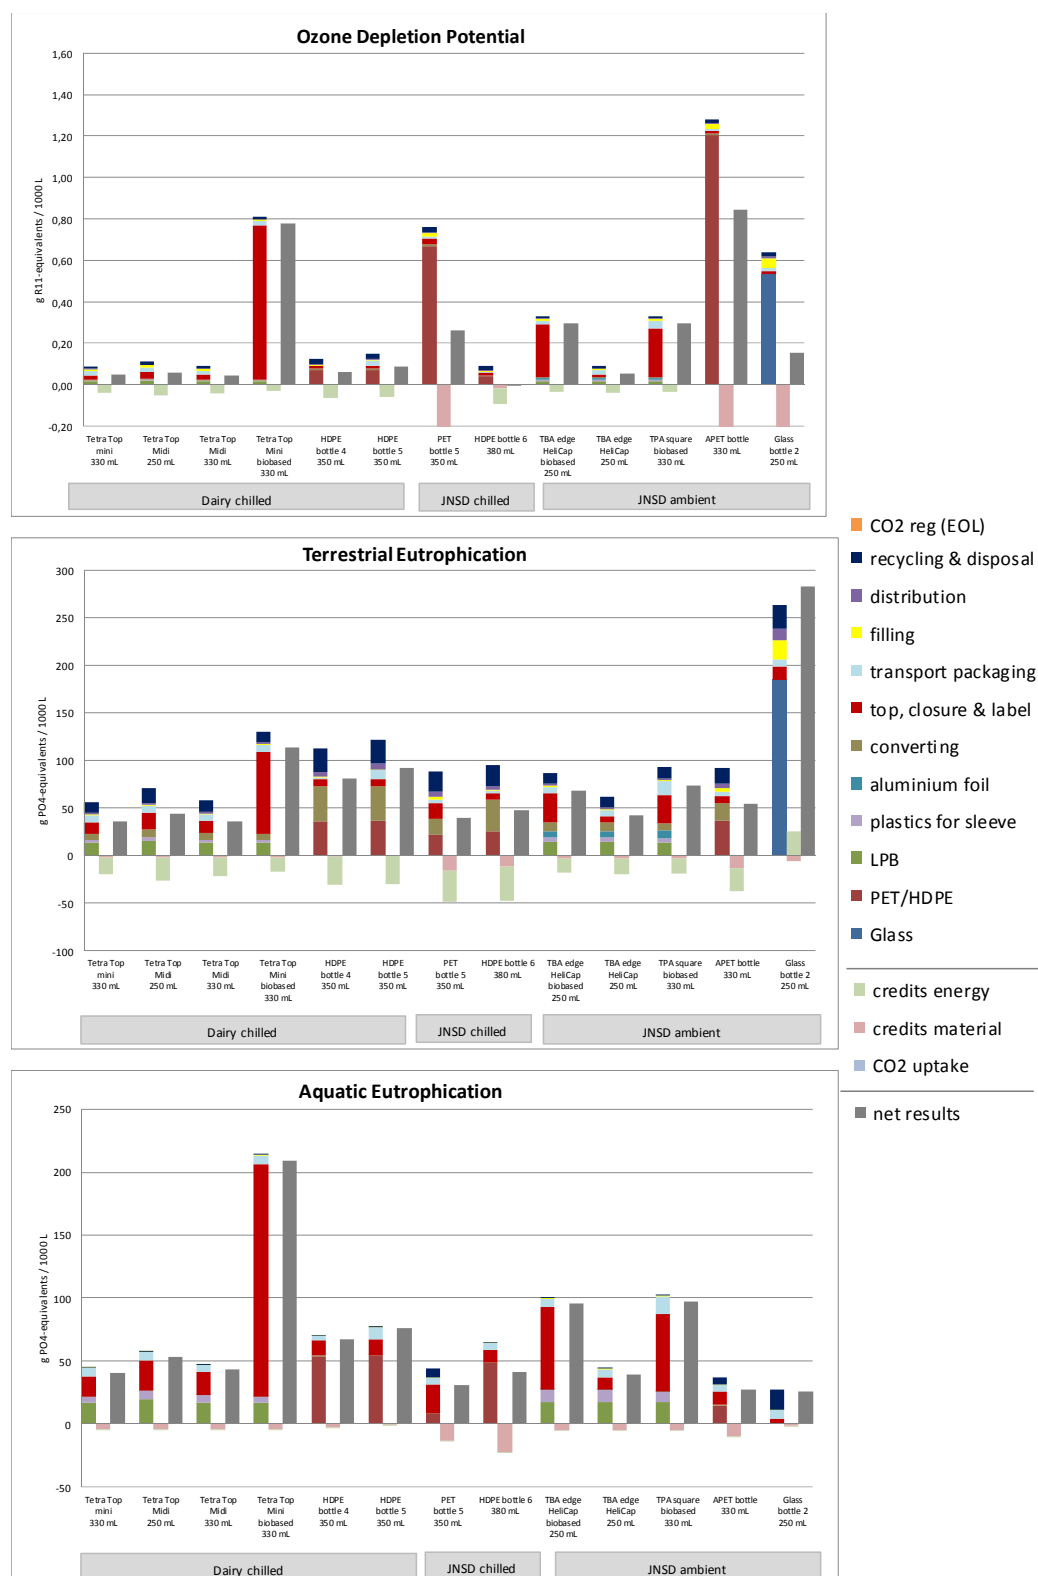 Ozone Depletion Potential
1,60
1,40
1,20
1,00
0,80
0,60
0,40
0,20
0,00
-0,20
g R11-equivalents / 1000 L
Tetra Top mini 330 mL
Tetra Top Midi 250 mL
Tetra Top Midi 330 mL
Tetra Top Mini biobased 330 mL
HDPE bottle 4 350 mL
HDPE bottle 5 350 mL
PET bottle 5 350 mL
HDPE bottle 6 380 mL
TBA edge HeliCap biobased 250 mL
TBA edge HeliCap 250 mL
TPA square biobased 330 mL
APET bottle 330 mL
Glass bottle 2 250 mL
Dairy chilled
JNSD chilled
JNSD ambient
Terrestrial Eutrophication
300
250
200
150
100
50
0
-50
-100
g PO4-equivalents / 1000 L
Tetra Top mini 330 mL
Tetra Top Midi 250 mL
Tetra Top Midi 330 mL
Tetra Top Mini biobased 330 mL
HDPE bottle 4 350 mL
HDPE bottle 5 350 mL
PET bottle 5 350 mL
HDPE bottle 6 380 mL
TBA edge HeliCap biobased 250 mL
TBA edge HeliCap 250 mL
TPA square biobased 330 mL
APET bottle 330 mL
Glass bottle 2 250 mL
Dairy chilled
JNSD chilled
JNSD ambient
Aquatic Eutrophication
250
200
150
100
50
0
-50
g PO4-equivalents / 1000 L
Tetra Top mini 330 mL
Tetra Top Midi 250 mL
Tetra Top Midi 330 mL
Tetra Top Mini biobased 330 mL
HDPE bottle 4 350 mL
HDPE bottle 5 350 mL
PET bottle 5 350 mL
HDPE bottle 6 380 mL
TBA edge HeliCap biobased 250 mL
TBA edge HeliCap 250 mL
TPA square biobased 330 mL
APET bottle 330 mL
Glass bottle 2 250 mL
Dairy chilled
JNSD chilled
JNSD ambient
CO2 reg (EOL)
recycling & disposal
distribution
filling
transport packaging
top, closure & label
converting
aluminium foil
plastics for sleeve
LPB
PET/HDPE
Glass
credits energy
credits material
CO2 uptake
net results